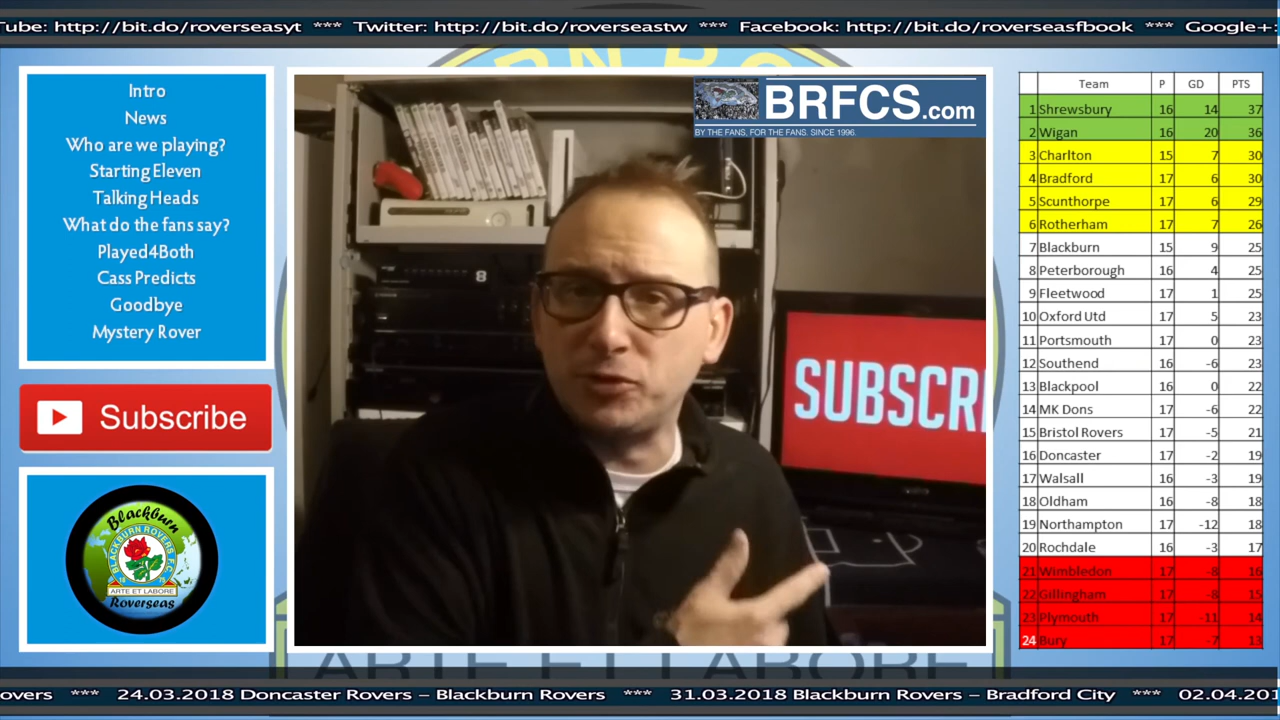 Tube: http://bit.do/roverseasyt *** Twitter: http://bit.do/roverseastw *** Facebook: http://bit.do/roverseasfbook *** Google+:
RN RO
Intro
News
Who are we playing?
Starting Eleven
Talking Heads
What do the fans say?
Played4Both
Cass Predicts
Goodbye
Mystery Rover
Subscribe
Blackburn
BLACKBURN ROVERS F.C.
18 75
ARTE ET LABORE
Roverseas
BRFCS.com
BY THE FANS, FOR THE FANS. SINCE 1996.
8
SUBSCRI
Team P GD PTS
1 Shrewsbury 16 14 37
2 Wigan 16 20 36
3 Charlton 15 7 30
4 Bradford 17 6 30
5 Scunthorpe 17 6 29
6 Rotherham 17 7 26
7 Blackburn 15 9 25
8 Peterborough 16 4 25
9 Fleetwood 17 1 25
10 Oxford Utd 17 5 23
11 Portsmouth 17 0 23
12 Southend 16 -6 23
13 Blackpool 16 0 22
14 MK Dons 17 -6 22
15 Bristol Rovers 17 -5 21
16 Doncaster 17 -2 19
17 Walsall 16 -3 19
18 Oldham 16 -8 18
19 Northampton 17 -12 18
20 Rochdale 16 -3 17
21 Wimbledon 17 -8 16
22 Gillingham 17 -8 15
23 Plymouth 17 -11 14
24 Bury 17 -7 13
ARTE ET LABORE
overs *** 24.03.2018 Doncaster Rovers – Blackburn Rovers *** 31.03.2018 Blackburn Rovers – Bradford City *** 02.04.201